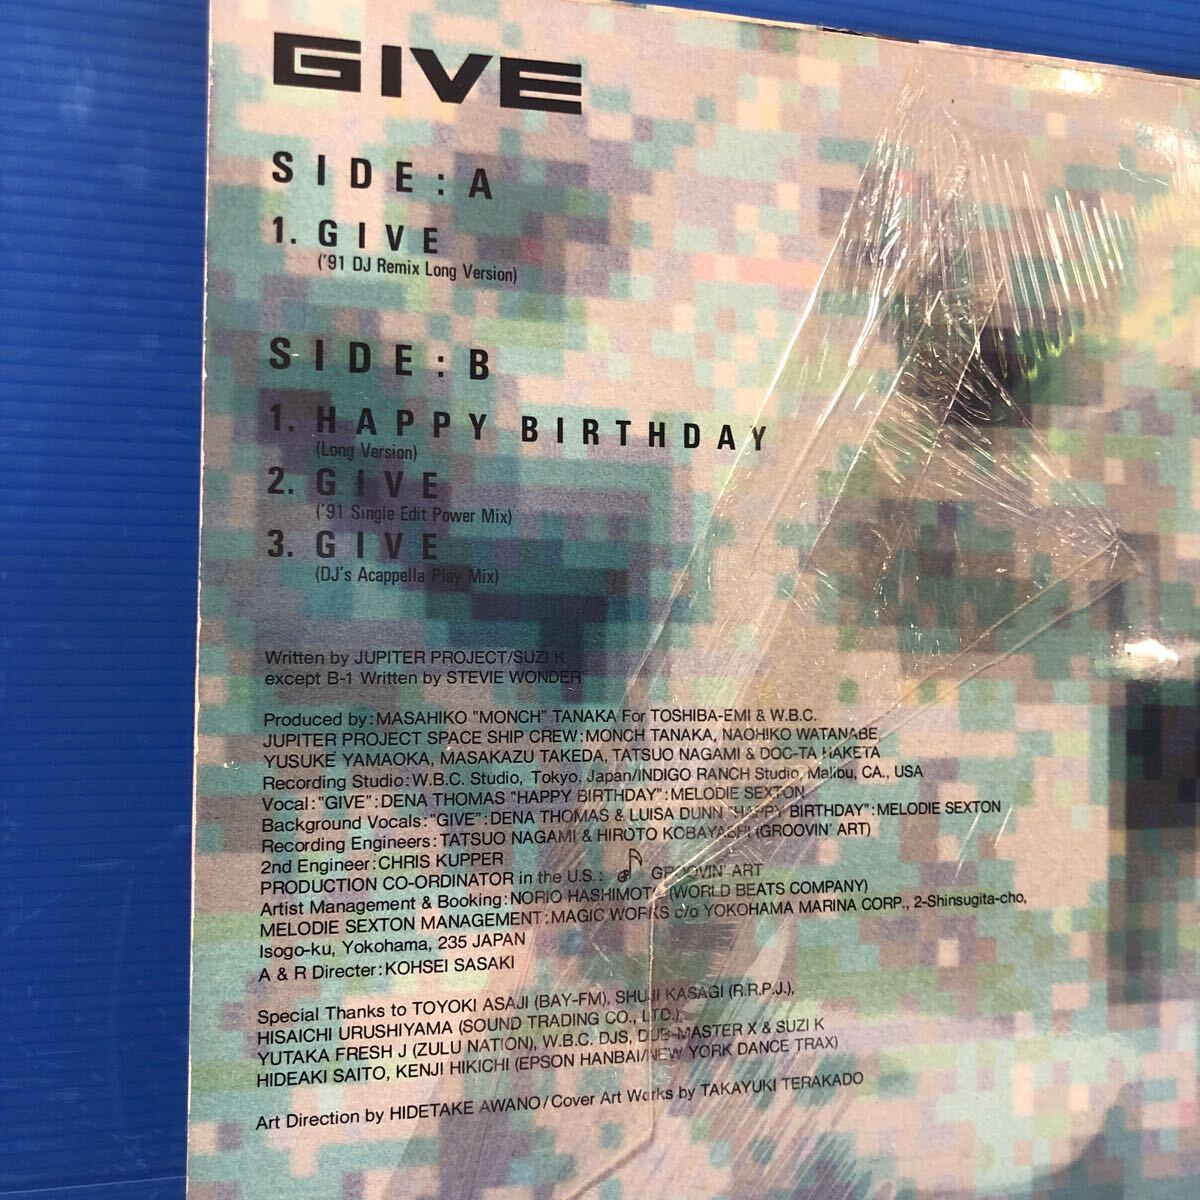 GIVE
SIDE: A
1. GIVE
('91 DJ Remix Long Version)
SIDE: B
1. HAPPY BIRTHDAY
(Long Version)
2. GIVE
('91 Single Edit Power Mix)
3. GIVE
(DJ's Acappella Play Mix)
Written by JUPITER PROJECT/SUZI K
except B-1 Written by STEVIE WONDER
Produced by: MASAHIKO "MONCH" TANAKA For TOSHIBA-EMI & W.B.C.
JUPITER PROJECT SPACE SHIP CREW: MONCH TANAKA, NAOHIKO WATANABE,
YUSUKE YAMAOKA, MASAKAZU TAKEDA, TATSUO NAGAMI & DOC-TA HAKETA
Recording Studio: W.B.C. Studio, Tokyo, Japan/INDIGO RANCH Studio, Malibu, CA., USA
Vocal: "GIVE": DENA THOMAS "HAPPY BIRTHDAY": MELODIE SEXTON
Background Vocals: "GIVE": DENA THOMAS & LUISA DUNN "HAPPY BIRTHDAY": MELODIE SEXTON
Recording Engineers: TATSUO NAGAMI & HIROTO KOBAYASHI (GROOVIN' ART)
2nd Engineer: CHRIS KUPPER
PRODUCTION CO-ORDINATOR in the U.S.: GROOVIN' ART
Artist Management & Booking: NORIO HASHIMOTO (WORLD BEATS COMPANY)
MELODIE SEXTON MANAGEMENT: MAGIC WORKS c/o YOKOHAMA MARINA CORP., 2-Shinsugita-cho,
Isogo-ku, Yokohama, 235 JAPAN
A & R Directer: KOHSEI SASAKI
Special Thanks to TOYOKI ASAJI (BAY-FM), SHUJI KASAGI (R.R.P.J.),
HISAICHI URUSHIYAMA (SOUND TRADING CO., LTD.),
YUTAKA FRESH J (ZULU NATION), W.B.C. DJS, DUB-MASTER X & SUZI K
HIDEAKI SAITO, KENJI HIKICHI (EPSON HANBAI/NEW YORK DANCE TRAX)
Art Direction by HIDETAKE AWANO/Cover Art Works by TAKAYUKI TERAKADO